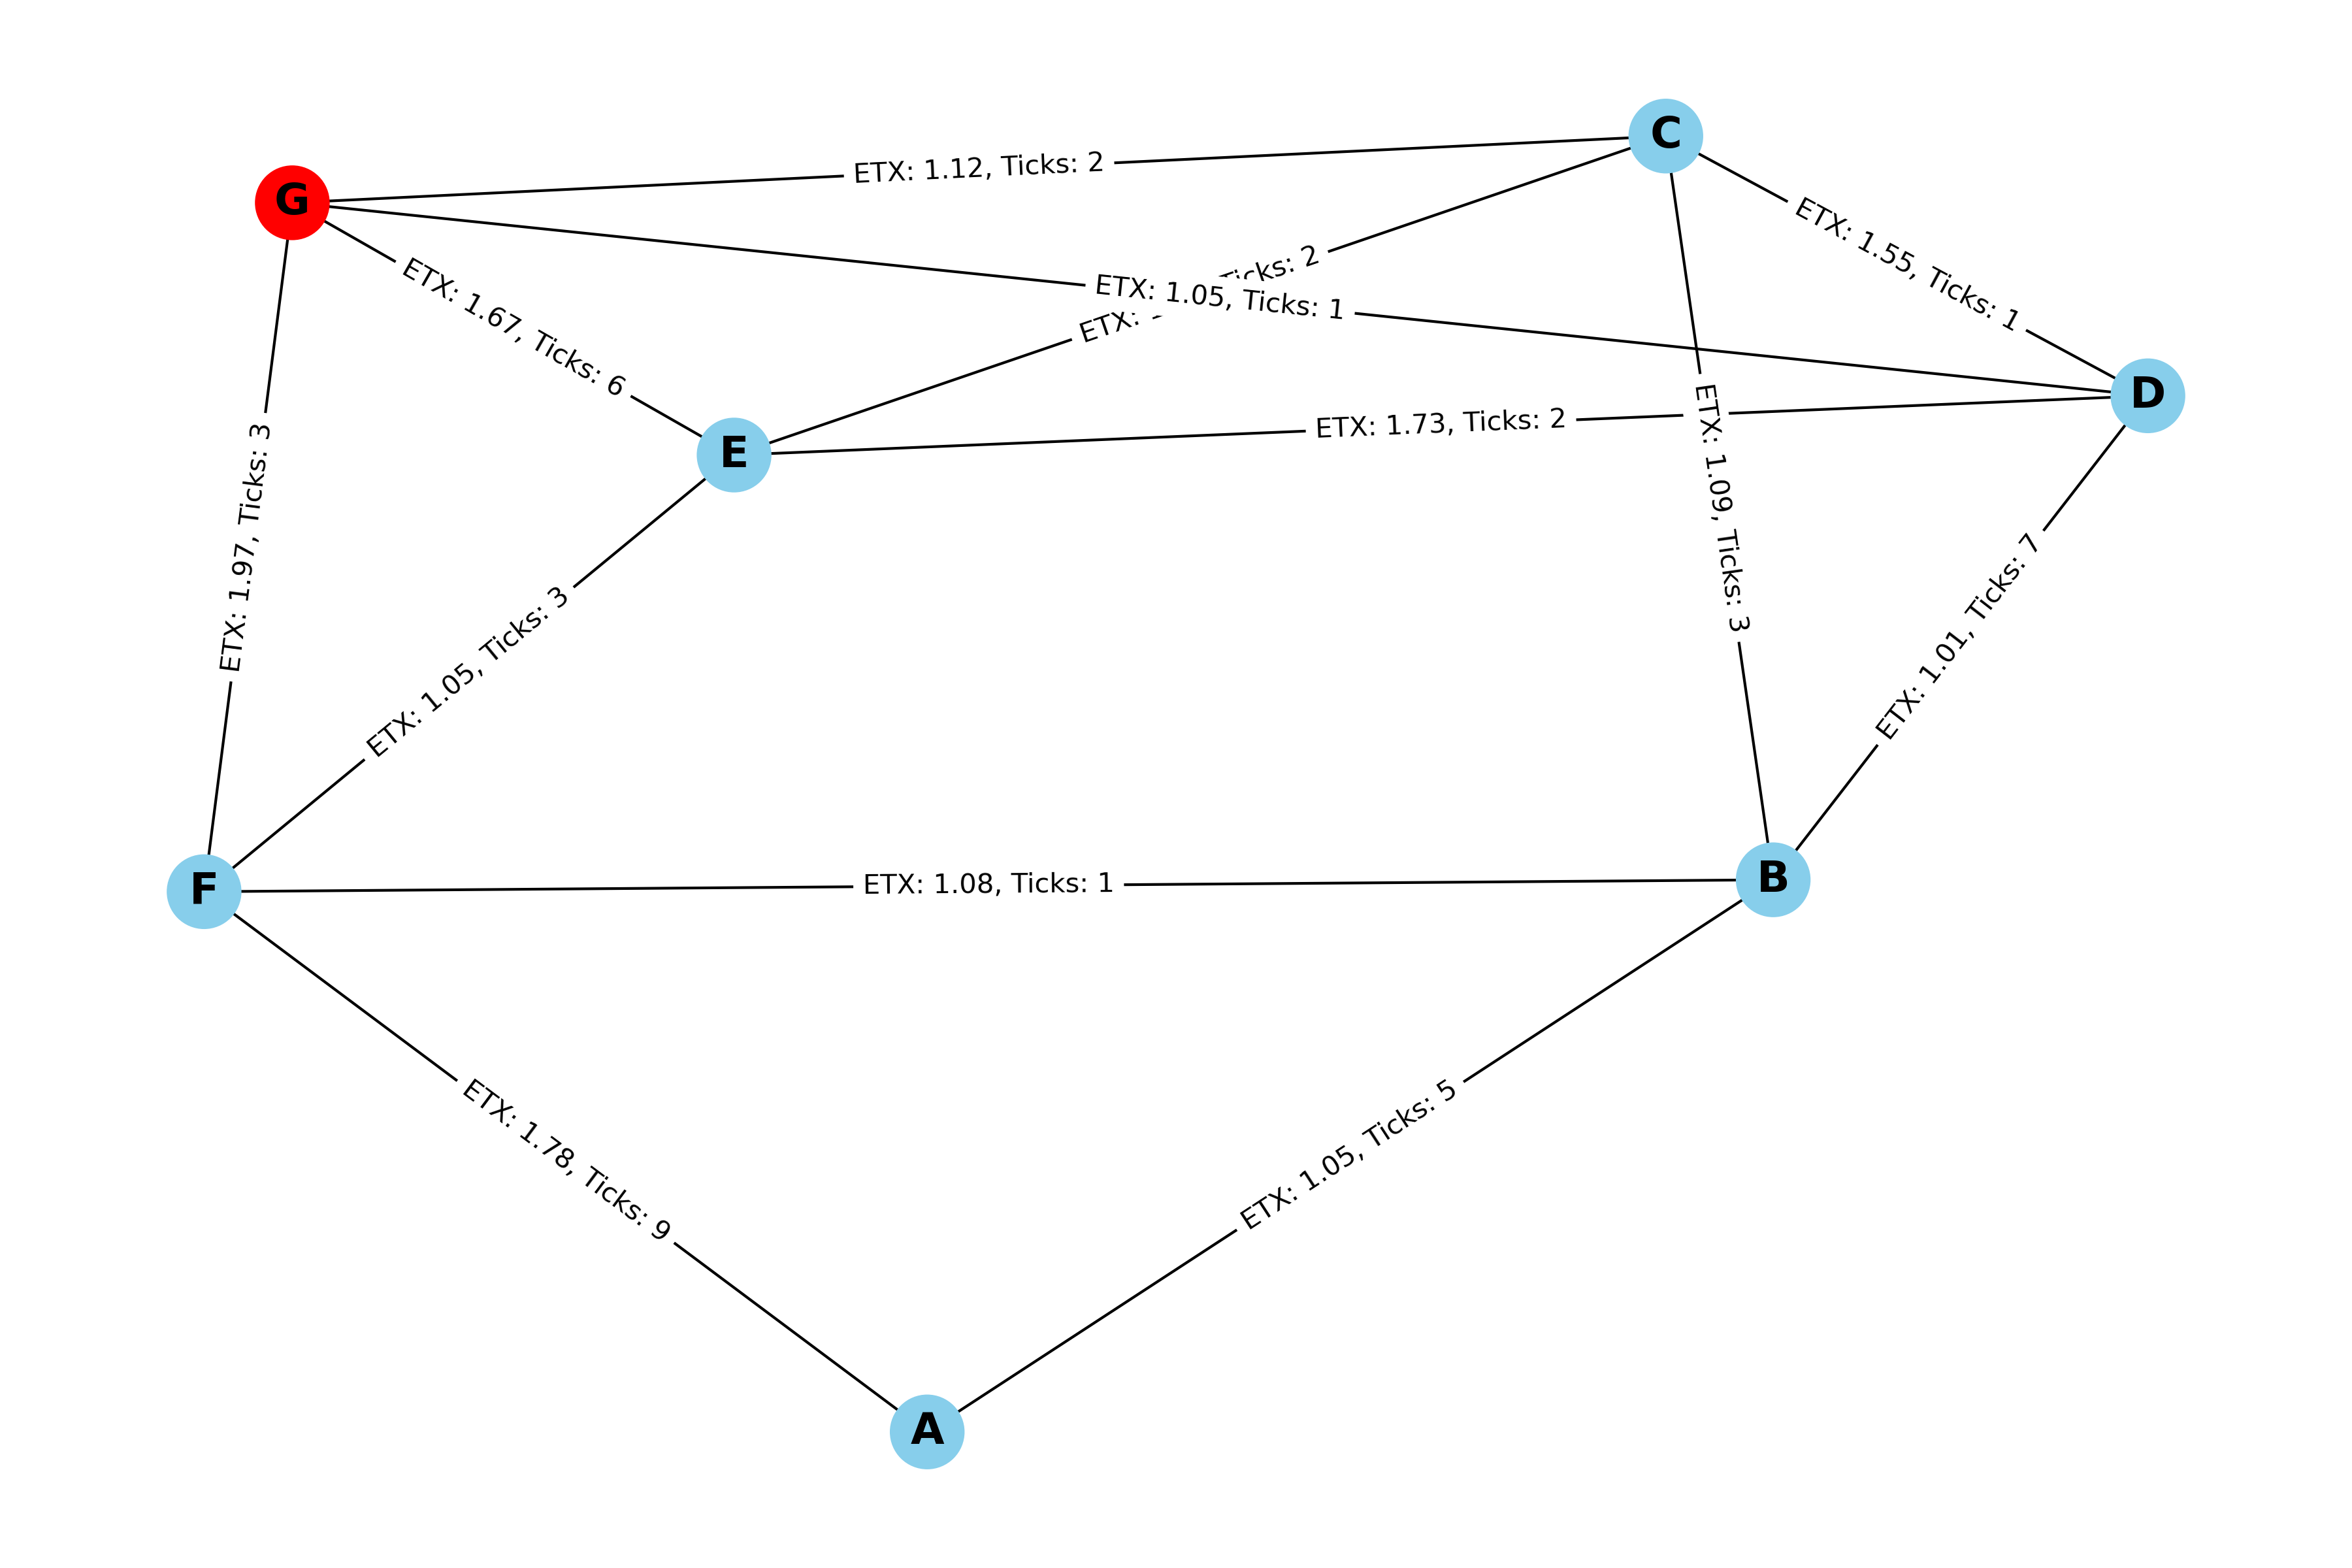 C
ETX: 1.12, Ticks: 2
G
ETX: 1.55, Ticks: 1
ETX: Ticks: 2
ETX: 1.05, Ticks: 1
ETX: 1.67, Ticks: 6
D
ETX: 1.73, Ticks: 2
E
ETX: 1.09, Ticks: 3
ETX: 1.97, Ticks: 3
ETX: 1.05, Ticks: 3
ETX: 1.01, Ticks: 7
F
ETX: 1.08, Ticks: 1
B
ETX: 1.78, Ticks: 9
ETX: 1.05, Ticks: 5
A